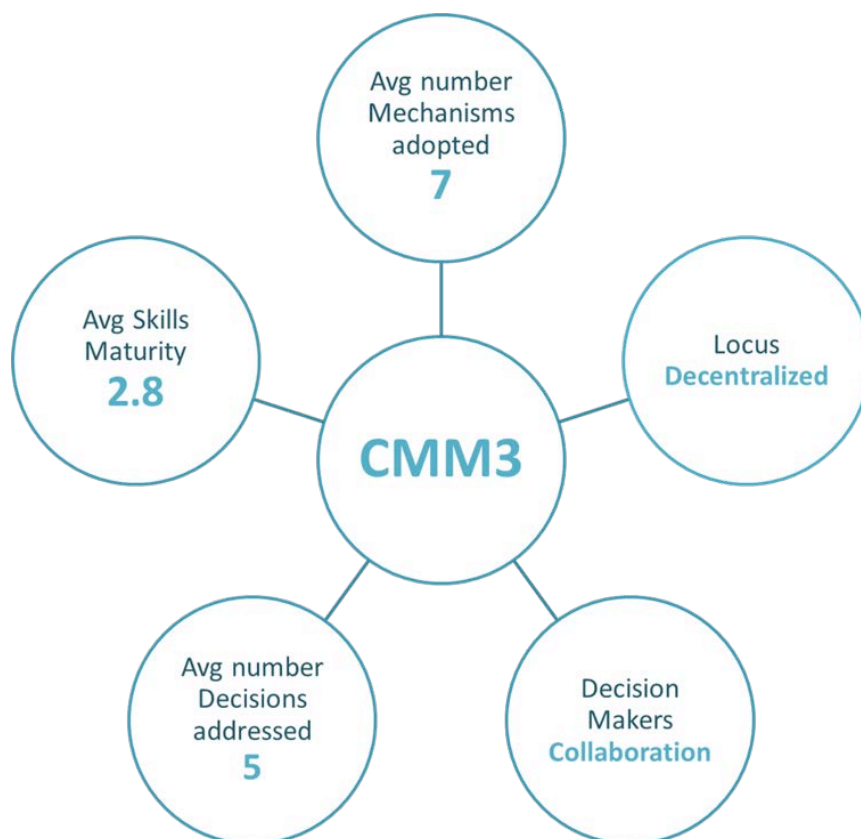 Avg number
Mechanisms
adopted
7
Avg Skills
Maturity
2.8
Locus
Decentralized
CMM3
Avg number
Decisions
addressed
5
Decision
Makers
Collaboration